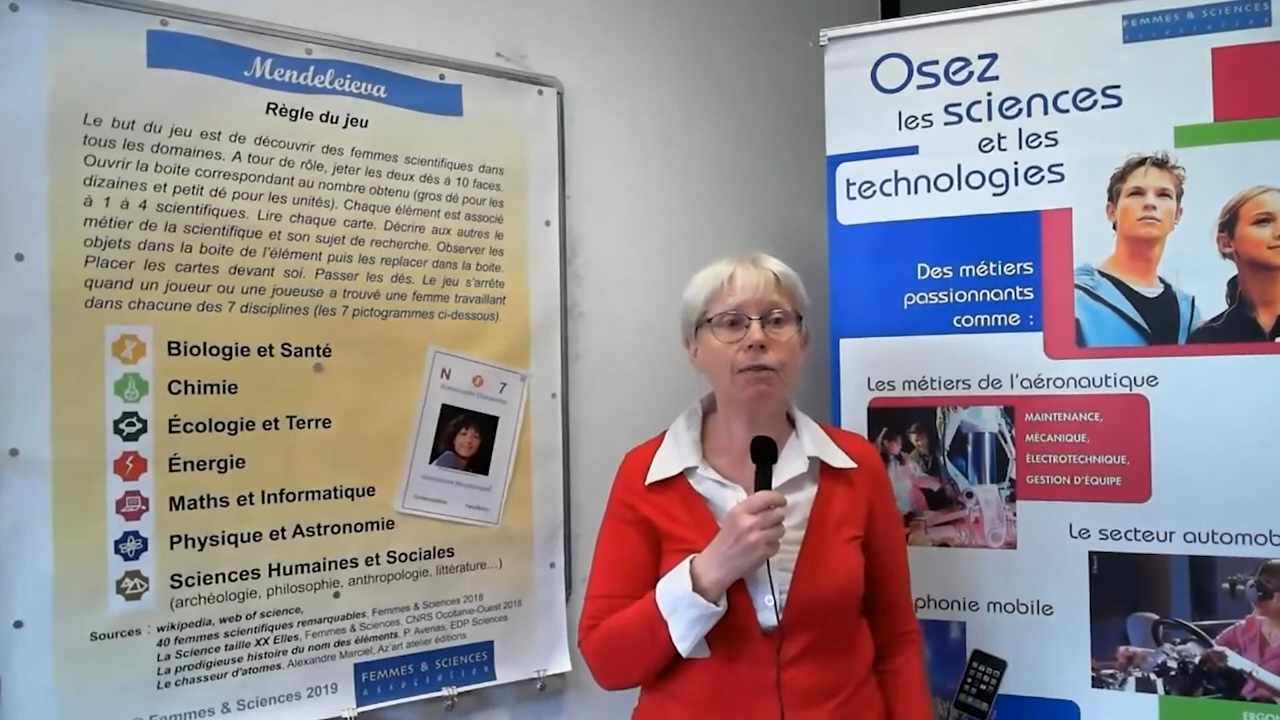 Mendeleieva
Règle du jeu
Le but du jeu est de découvrir des femmes scientifiques dans
tous les domaines. A tour de rôle, jeter les deux dés à 10 faces.
Ouvrir la boite correspondant au nombre obtenu (gros dé pour les
dizaines et petit dé pour les unités). Chaque élément est associé
à 1 à 4 scientifiques. Lire chaque carte. Décrire aux autres le
métier de la scientifique et son sujet de recherche. Observer les
objets dans la boite de l'élément puis les replacer dans la boite.
Placer les cartes devant soi. Passer les dés. Le jeu s'arrête
quand un joueur ou une joueuse a trouvé une femme travaillant
dans chacune des 7 disciplines (les 7 pictogrammes ci-dessous).
Biologie et Santé
Chimie
Écologie et Terre
Énergie
Maths et Informatique
Physique et Astronomie
Sciences Humaines et Sociales
(archéologie, philosophie, anthropologie, littérature...)
N 7
Sources : wikipedia, web of science,
40 femmes scientifiques remarquables, Femmes & Sciences 2018
La Science taille XX Elles, Femmes & Sciences, CNRS Occitanie-Ouest 2018
La prodigieuse histoire du nom des éléments, P. Avenas, EDP Sciences
Le chasseur d'atomes, Alexandre Marciel, Az'art atelier éditions
FEMMES & SCIENCES
association
Femmes & Sciences 2019
FEMMES & SCIENCES
association
Osez
les sciences
et les
technologies
Des métiers
passionnants
comme :
Les métiers de l'aéronautique
MAINTENANCE,
MÉCANIQUE,
ÉLECTROTECHNIQUE,
GESTION D'ÉQUIPE
Le secteur automob
phonie mobile